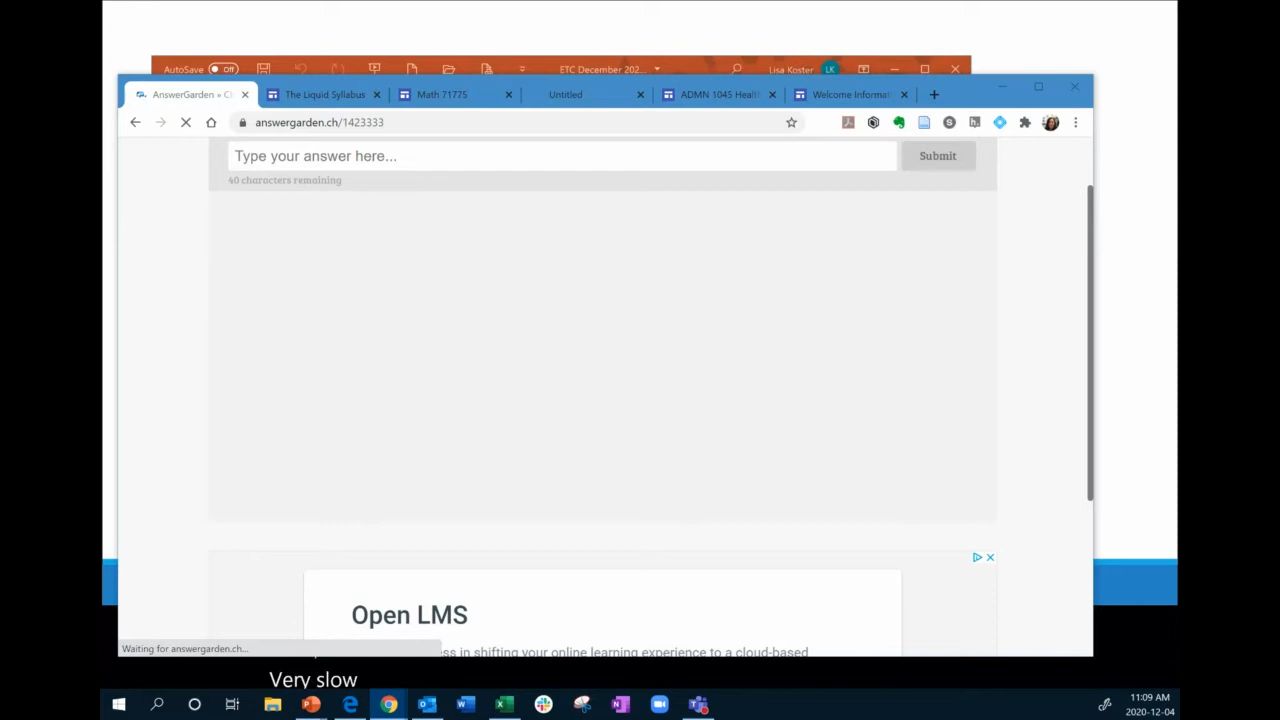 AutoSave Off
ETC December 202...
Lisa Koster LK
AnswerGarden » C
The Liquid Syllabus
Math 71775
Untitled
ADMN 1045 Healt
Welcome Informat
answergarden.ch/1423333
Type your answer here...
Submit
40 characters remaining
Open LMS
ess in shifting your online learning experience to a cloud-based
Waiting for answergarden.ch...
Very slow
11:09 AM
2020-12-04